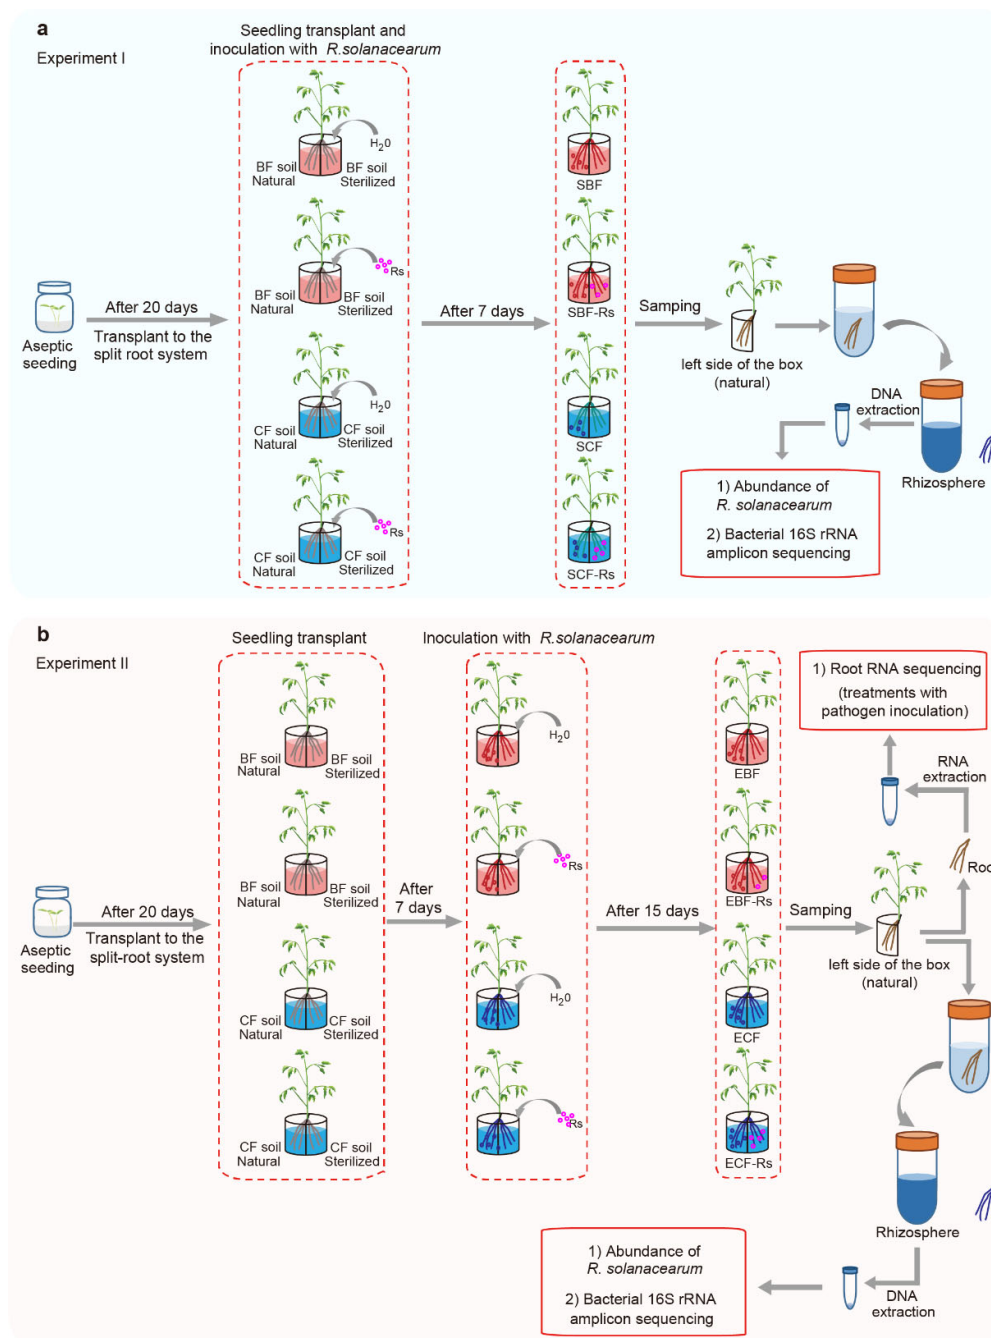 a
Experiment I
Seedling transplant and
inoculation with R.solanacearum
H20
BF soil
Natural
BF soil
Sterilized
Rs
BF soil
Natural
BF soil
Sterilized
H20
CF soil
Natural
CF soil
Sterilized
Rs
CF soil
Natural
CF soil
Sterilized
Aseptic
seeding
After 20 days
Transplant to the
split root system
After 7 days
SBF
SBF-Rs
SCF
SCF-Rs
Samping
left side of the box
(natural)
DNA
extraction
Rhizosphere
1) Abundance of
R. solanacearum
2) Bacterial 16S rRNA
amplicon sequencing
b
Experiment II
Seedling transplant
Inoculation with R.solanacearum
BF soil
Natural
BF soil
Sterilized
BF soil
Natural
BF soil
Sterilized
CF soil
Natural
CF soil
Sterilized
CF soil
Natural
CF soil
Sterilized
Aseptic
seeding
After 20 days
Transplant to the
split-root system
After
7 days
H20
Rs
H20
Rs
After 15 days
EBF
EBF-Rs
ECF
ECF-Rs
Samping
left side of the box
(natural)
1) Root RNA sequencing
(treatments with
pathogen inoculation)
RNA
extraction
Roo
Rhizosphere
DNA
extraction
1) Abundance of
R. solanacearum
2) Bacterial 16S rRNA
amplicon sequencing